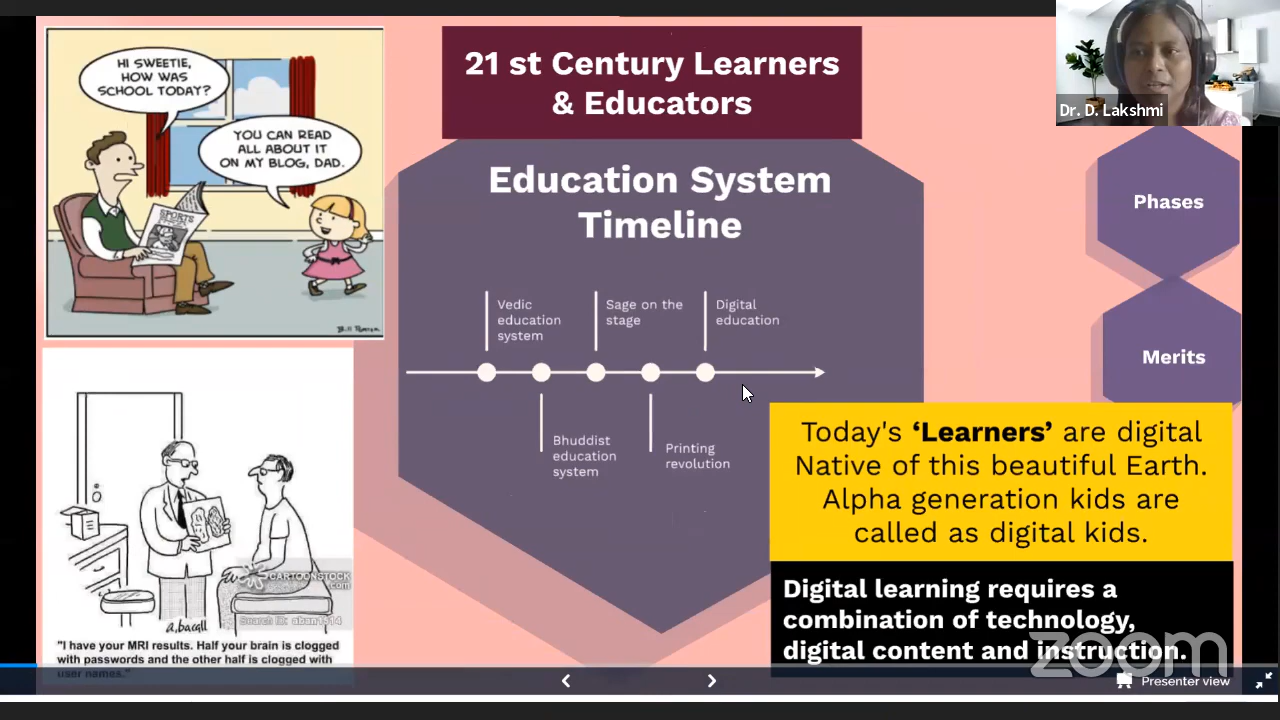 HI SWEETIE,
HOW WAS
SCHOOL TODAY?
YOU CAN READ
ALL ABOUT IT
ON MY BLOG, DAD.
SPORTS
21 st Century Learners
& Educators
Education System
Timeline
Vedic
education
system
Sage on the
stage
Digital
education
Bhuddist
education
system
Printing
revolution
Dr. D. Lakshmi
Phases
Merits
Today's ‘Learners’ are digital
Native of this beautiful Earth.
Alpha generation kids are
called as digital kids.
Digital learning requires a
combination of technology,
digital content and instruction.
CARTOONSTOCK
.com
Search ID: aban1514
a.bacall
"I have your MRI results. Half your brain is clogged
with passwords and the other half is clogged with
user names."
zoom
Presenter view